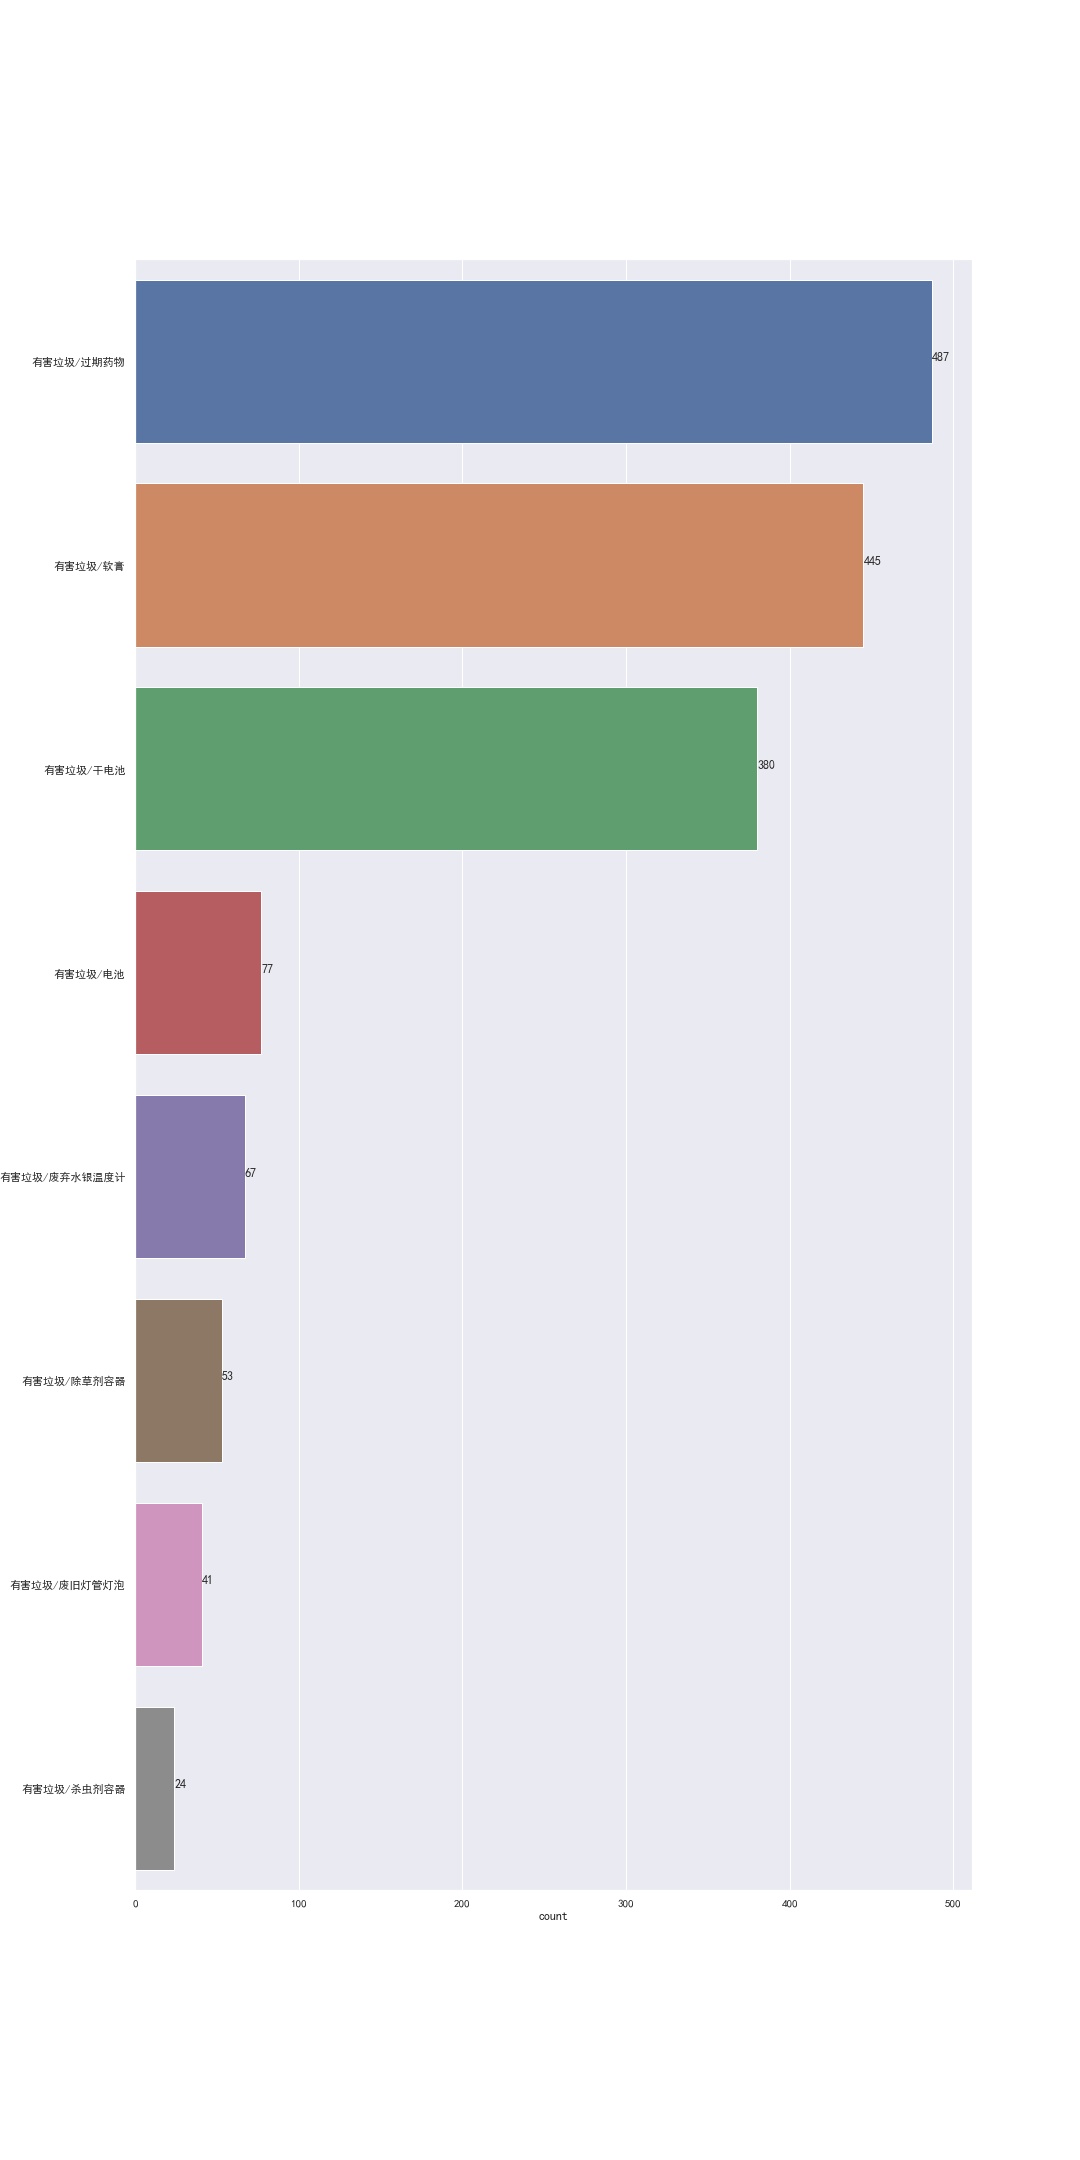 有害垃圾/过期药物
487
有害垃圾/软膏
445
有害垃圾/干电池
380
有害垃圾/电池
77
有害垃圾/废弃水银温度计
67
有害垃圾/除草剂容器
53
有害垃圾/废旧灯管灯泡
41
有害垃圾/杀虫剂容器
24
0 100 200 300 400 500
count